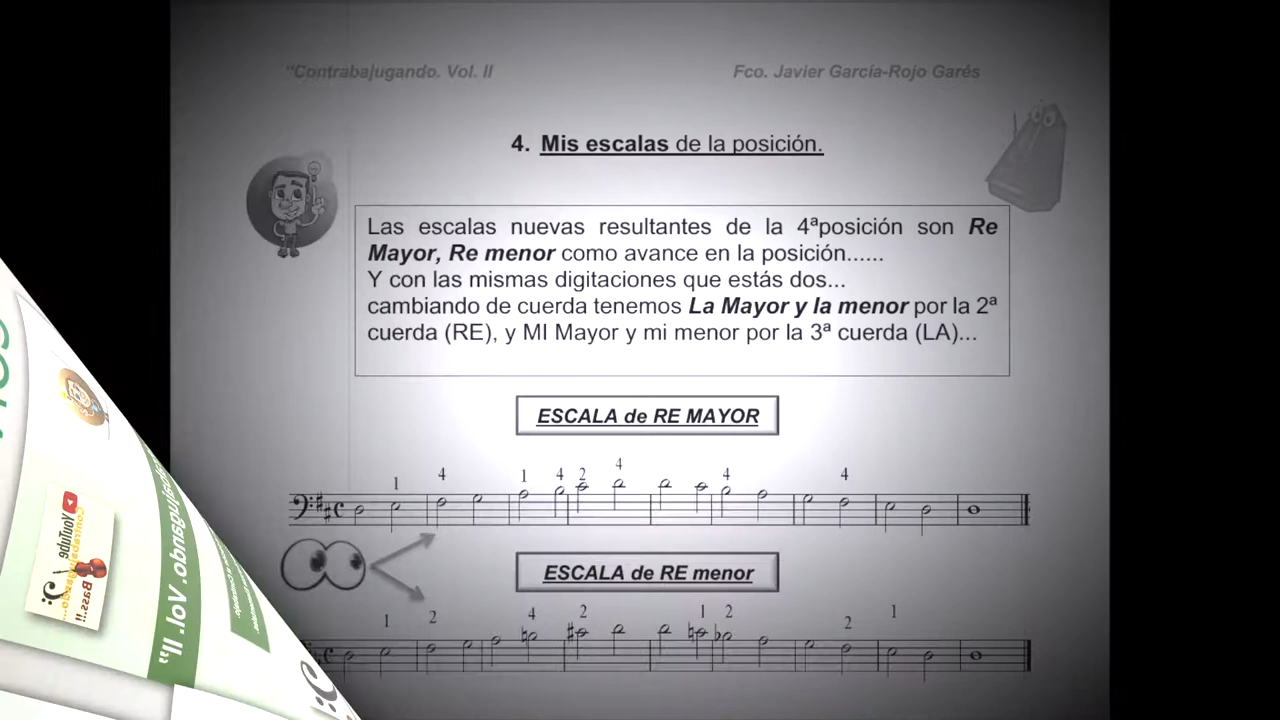 "Contrabajugando. Vol. II
Fco. Javier García-Rojo Garés
4. Mis escalas de la posición.
Las escalas nuevas resultantes de la 4ªposición son Re
Mayor, Re menor como avance en la posición......
Y con las mismas digitaciones que estás dos...
cambiando de cuerda tenemos La Mayor y la menor por la 2ª
cuerda (RE), y MI Mayor y mi menor por la 3ª cuerda (LA)...
ESCALA de RE MAYOR
1 4 1 4 2 4 4 4
ESCALA de RE menor
1 2 4 2 1 2 2 1
YouTube
Bass.!!
Vol. II"